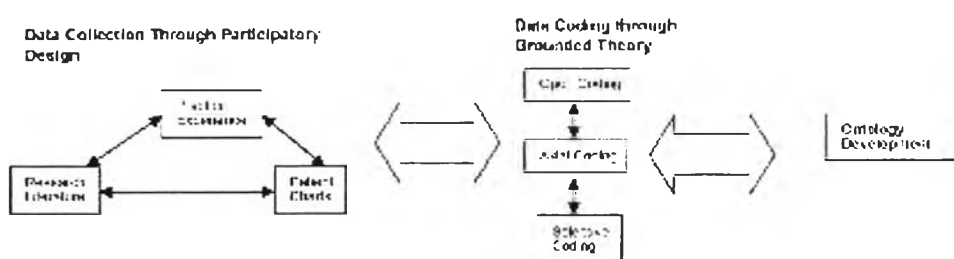 Data Collection Through Participatory
Design
Data Coding through
Grounded Theory
Open Coding
Axial Coding
Selective
Coding
Research
Literature
Charts
Ontology
Development